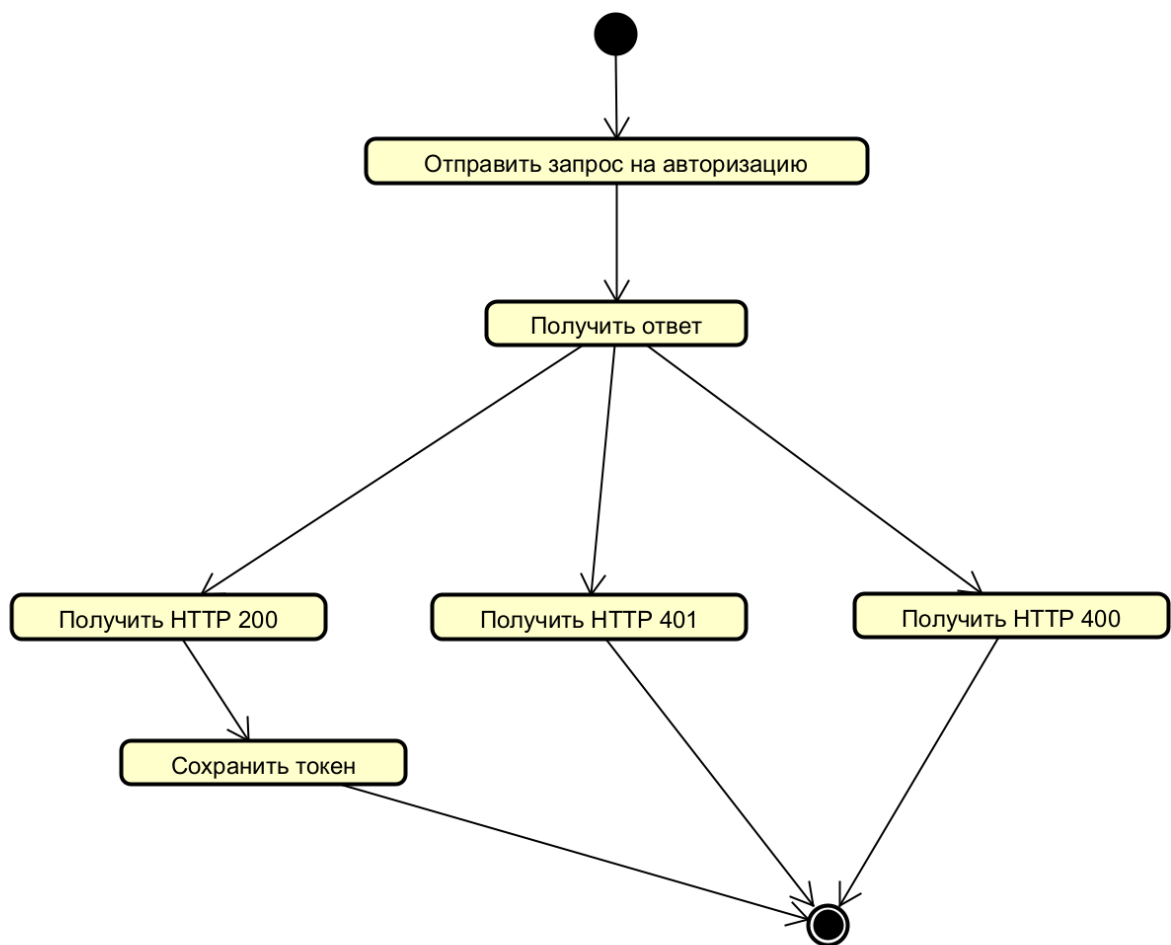 Отправить запрос на авторизацию
Получить ответ
Получить HTTP 200
Получить HTTP 401
Получить HTTP 400
Сохранить токен